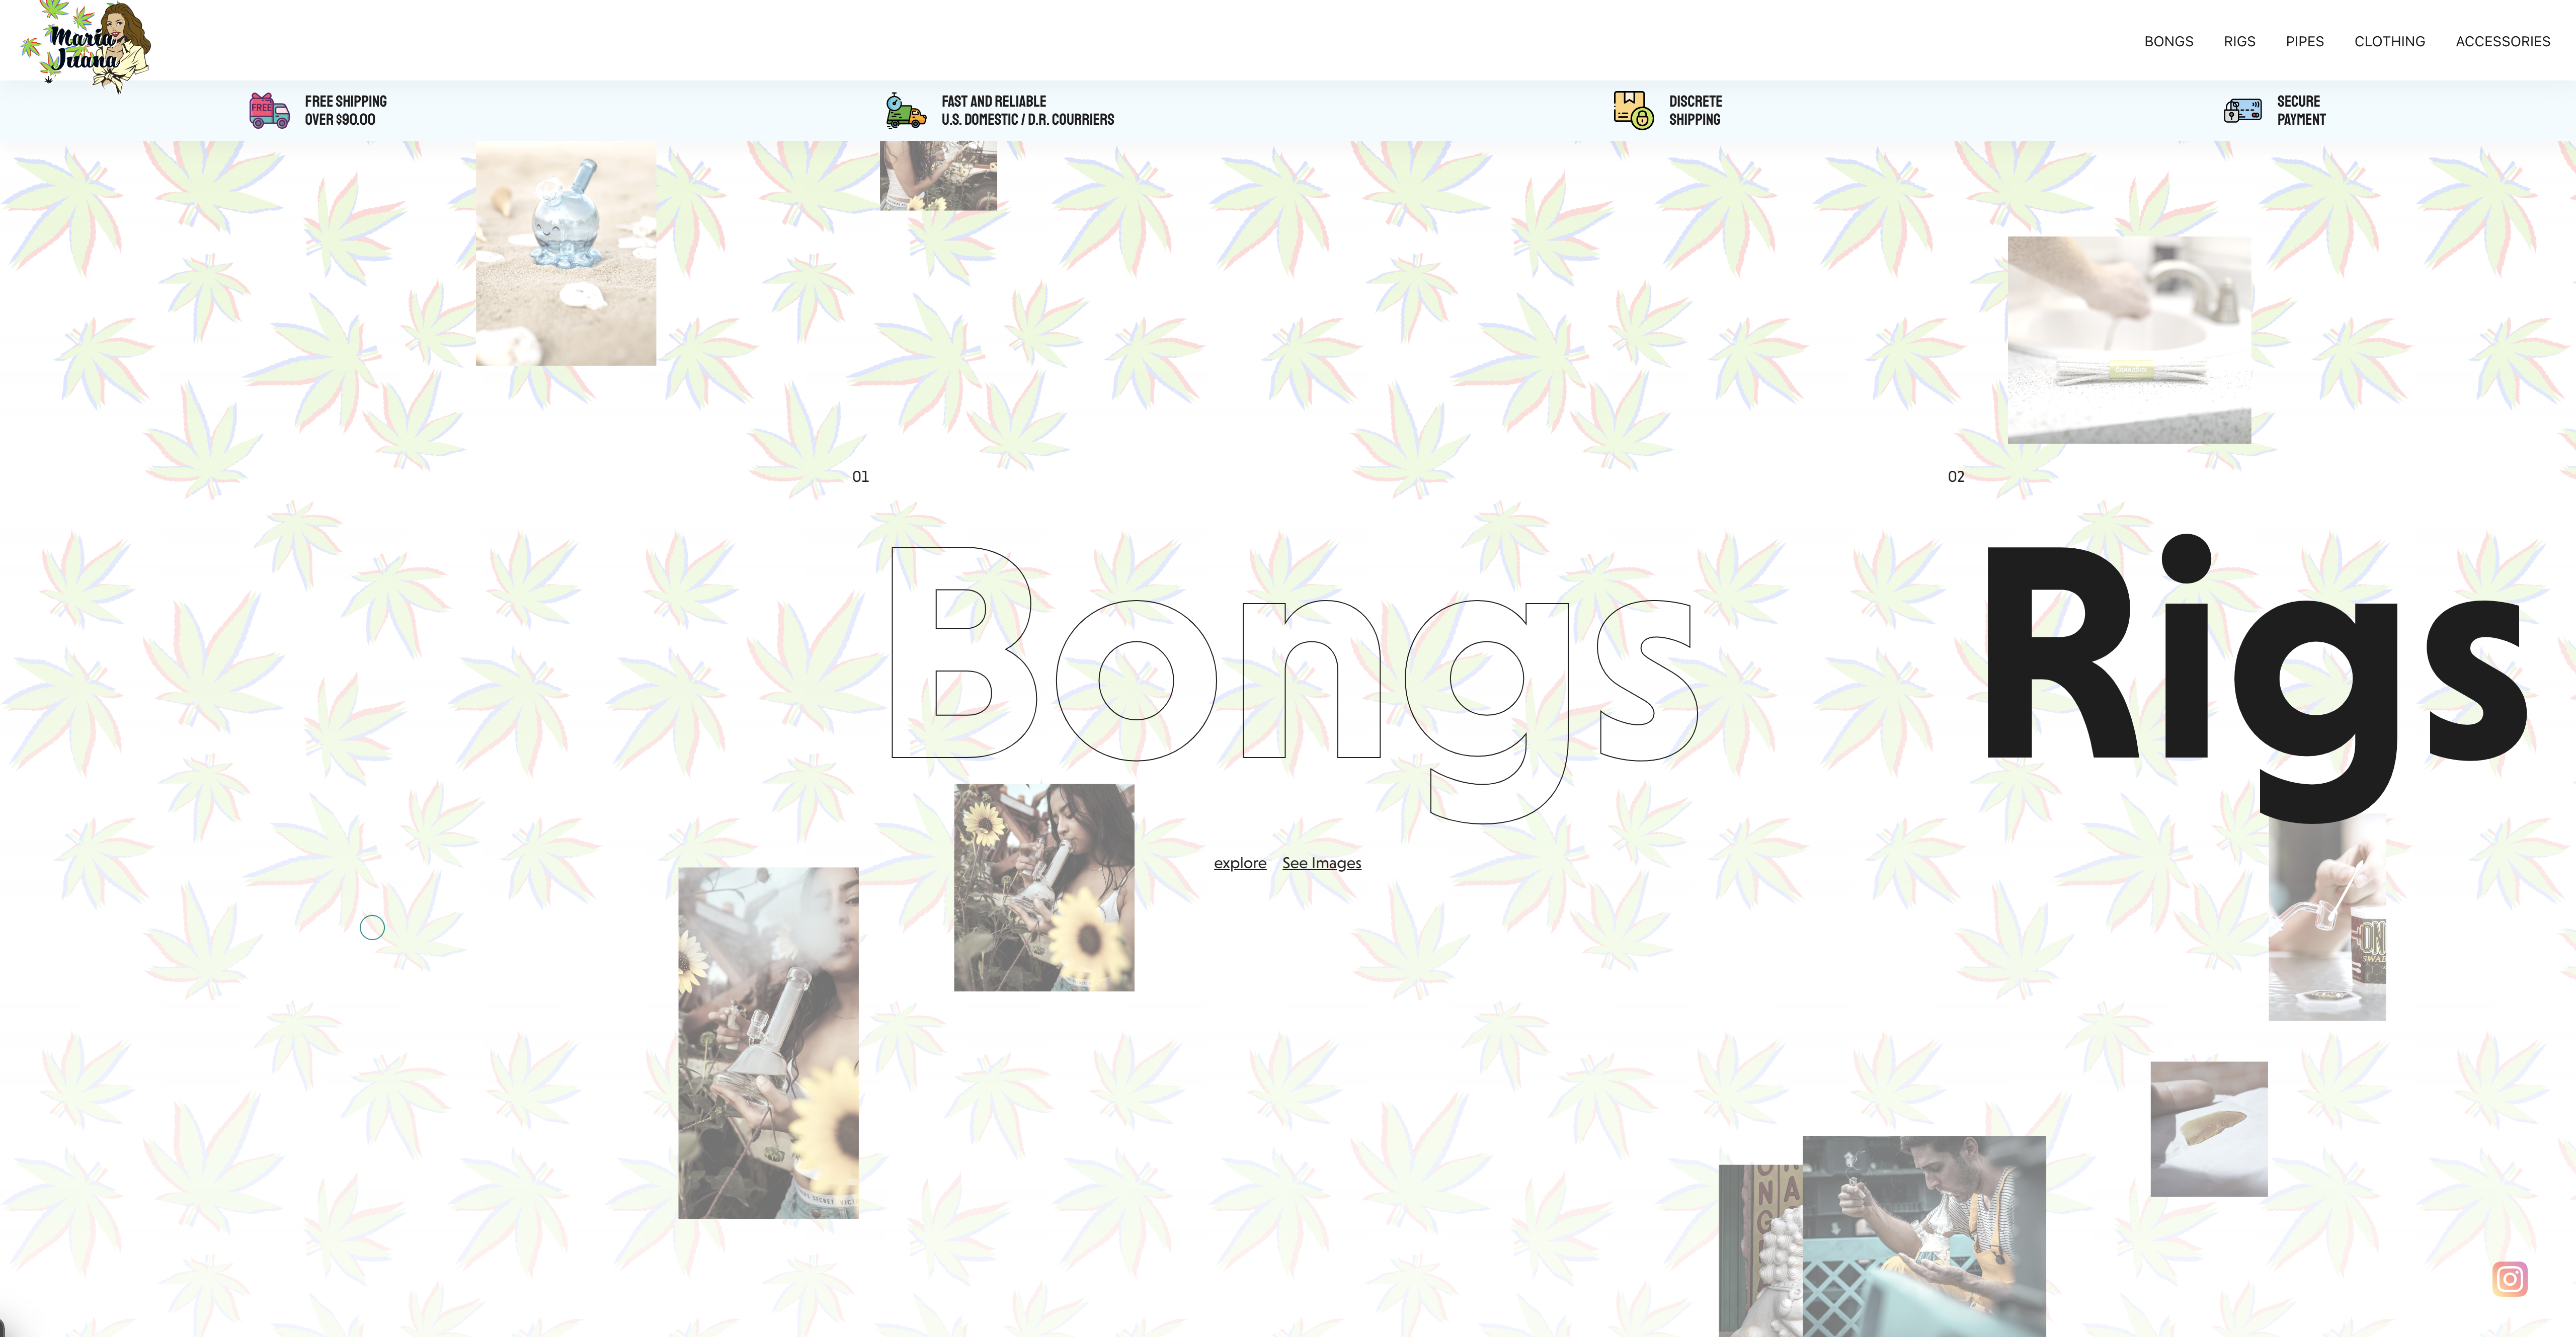 Maria
Juana
BONGS RIGS PIPES CLOTHING ACCESSORIES
FREE
FREE SHIPPING
OVER $90.00
FAST AND RELIABLE
U.S. DOMESTIC / D.R. COURRIERS
DISCRETE
SHIPPING
SECURE
PAYMENT
01
02
Bongs
Rigs
explore See Images